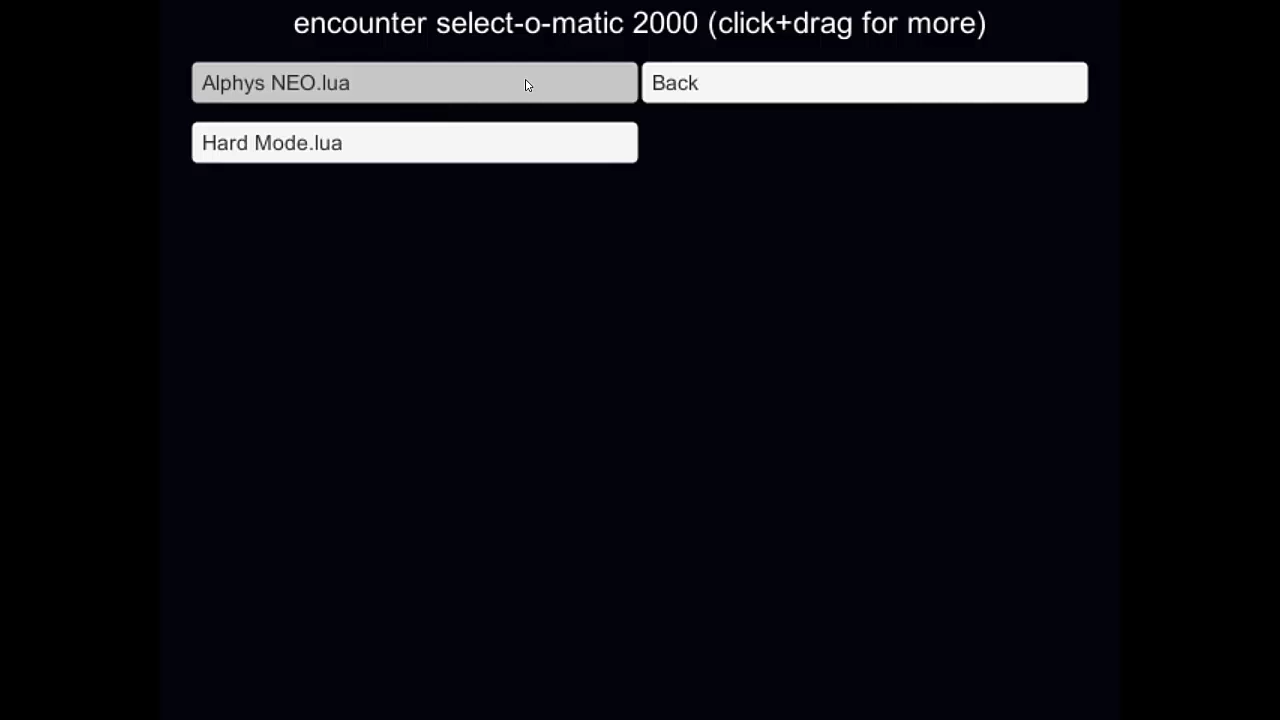 encounter select-o-matic 2000 (click+drag for more)
Alphys NEO.lua
Back
Hard Mode.lua